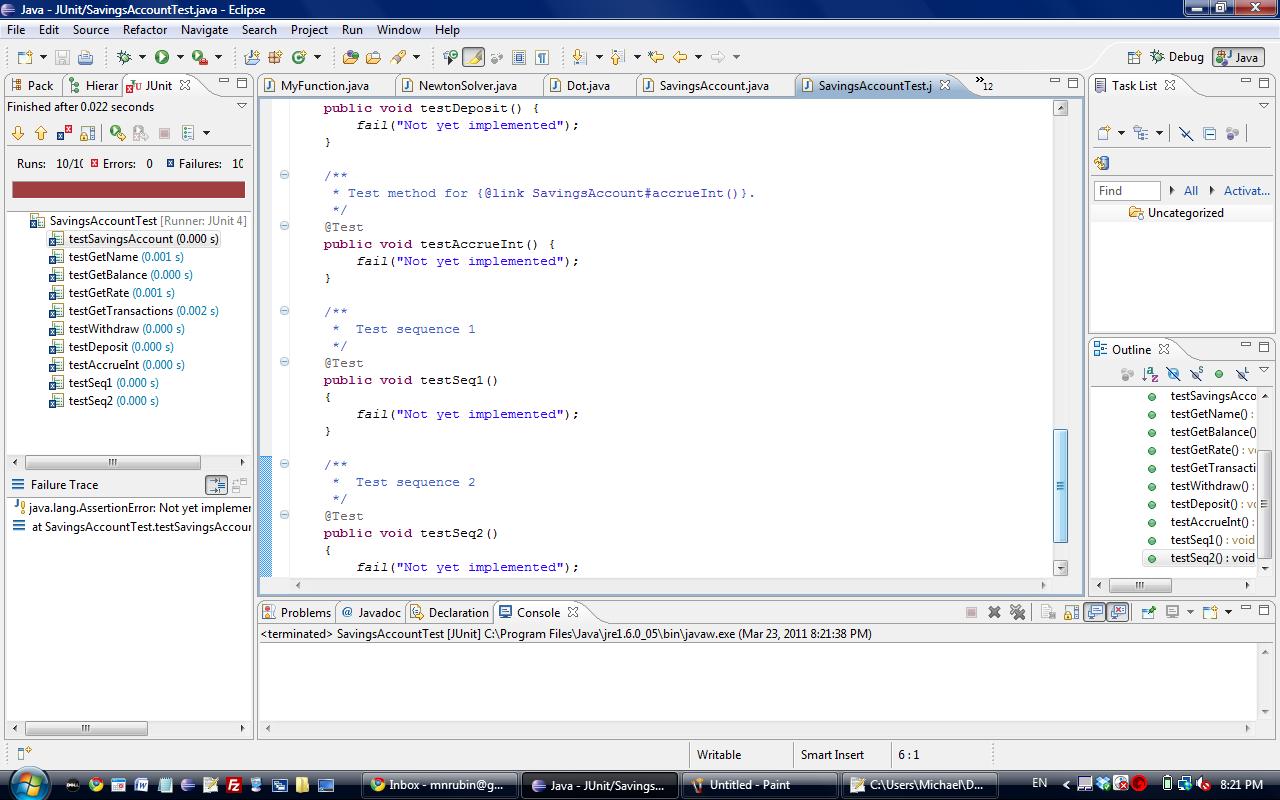 Java - JUnit/SavingsAccountTest.java - Eclipse
File Edit Source Refactor Navigate Search Project Run Window Help
Debug Java
Pack Hierar JUnit
MyFunction.java NewtonSolver.java Dot.java SavingsAccount.java SavingsAccountTest.j 12
Task List
Finished after 0.022 seconds
Runs: 10/10 Errors: 0 Failures: 10
SavingsAccountTest [Runner: JUnit 4]
testSavingsAccount (0.000 s)
testGetName (0.001 s)
testGetBalance (0.000 s)
testGetRate (0.001 s)
testGetTransactions (0.002 s)
testWithdraw (0.000 s)
testDeposit (0.000 s)
testAccrueInt (0.000 s)
testSeq1 (0.000 s)
testSeq2 (0.000 s)
Failure Trace
java.lang.AssertionError: Not yet implemen
at SavingsAccountTest.testSavingsAccour
public void testDeposit() {
fail("Not yet implemented");
}
/**
* Test method for {@link SavingsAccount#accrueInt()}.
*/
@Test
public void testAccrueInt() {
fail("Not yet implemented");
}
/**
* Test sequence 1
*/
@Test
public void testSeq1()
{
fail("Not yet implemented");
}
/**
* Test sequence 2
*/
@Test
public void testSeq2()
{
fail("Not yet implemented");
Find All Activat...
Uncategorized
Outline
testSavingsAcco
testGetName() :
testGetBalance()
testGetRate() : v
testGetTransacti
testWithdraw() :
testDeposit() : v
testAccrueInt() :
testSeq1() : void
testSeq2() : void
Problems Javadoc Declaration Console
<terminated> SavingsAccountTest [JUnit] C:\Program Files\Java\jre1.6.0_05\bin\javaw.exe (Mar 23, 2011 8:21:38 PM)
Writable Smart Insert 6 : 1
Inbox - mnrubin@g... Java - JUnit/Savings... Untitled - Paint C:\Users\Michael\D... EN 8:21 PM